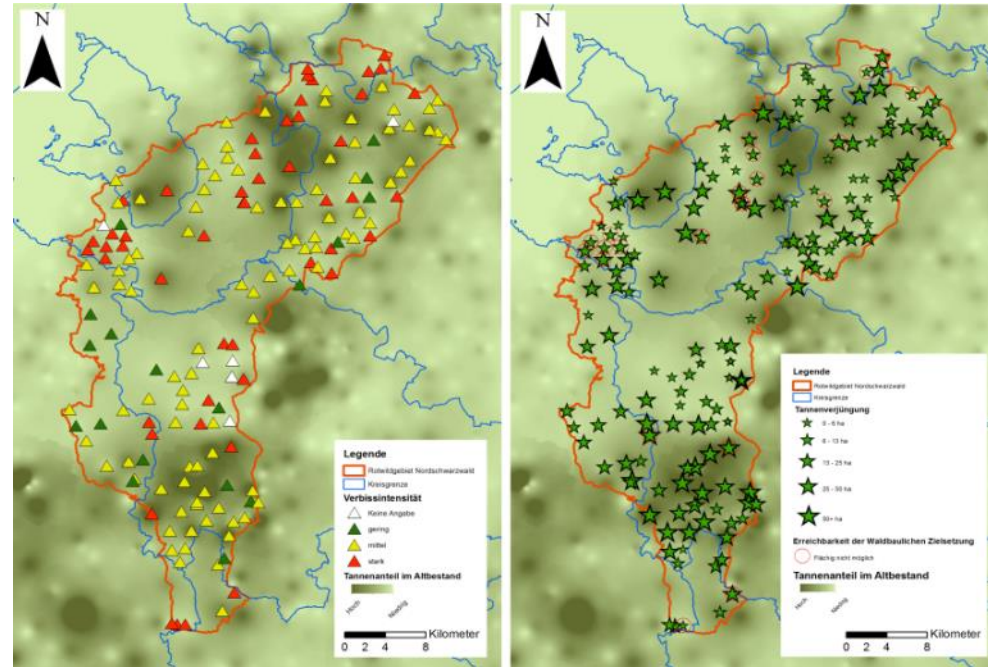 N
Legende
Rotwildgebiet Nordschwarzwald
Kreisgrenze
Verbissintensität
Keine Angabe
gering
mittel
stark
Tannenanteil im Altbestand
Hoch
Niedrig
Kilometer
0 2 4 8
N
Legende
Rotwildgebiet Nordschwarzwald
Kreisgrenze
Tannenverjüngung
0 - 6 ha
6 - 13 ha
13 - 25 ha
25 - 50 ha
50+ ha
Erreichbarkeit der Waldbaulichen Zielsetzung
Flächig nicht möglich
Tannenanteil im Altbestand
Hoch
Niedrig
Kilometer
0 2 4 8